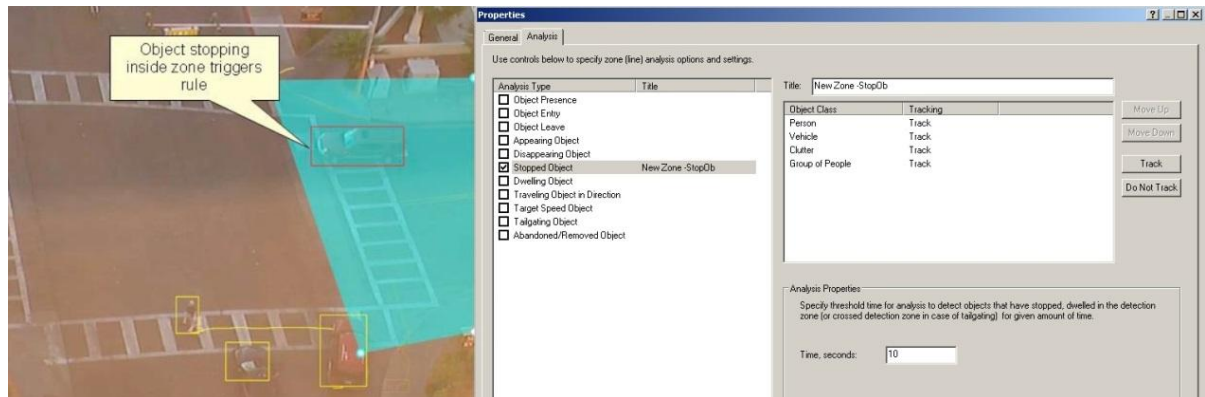 Object stopping
inside zone triggers
rule
Properties
General Analysis
Use controls below to specify zone (line) analysis options and settings.
Analysis Type Title
Object Presence
Object Entry
Object Leave
Appearing Object
Disappearing Object
Stopped Object New Zone -StopOb
Dwelling Object
Traveling Object in Direction
Target Speed Object
Tailgating Object
Abandoned/Removed Object
Title: New Zone -StopOb
Object Class Tracking
Person Track
Vehicle Track
Clutter Track
Group of People Track
Move Up
Move Down
Track
Do Not Track
Analysis Properties
Specify threshold time for analysis to detect objects that have stopped, dwelled in the detection
zone (or crossed detection zone in case of tailgating) for given amount of time.
Time, seconds: 10